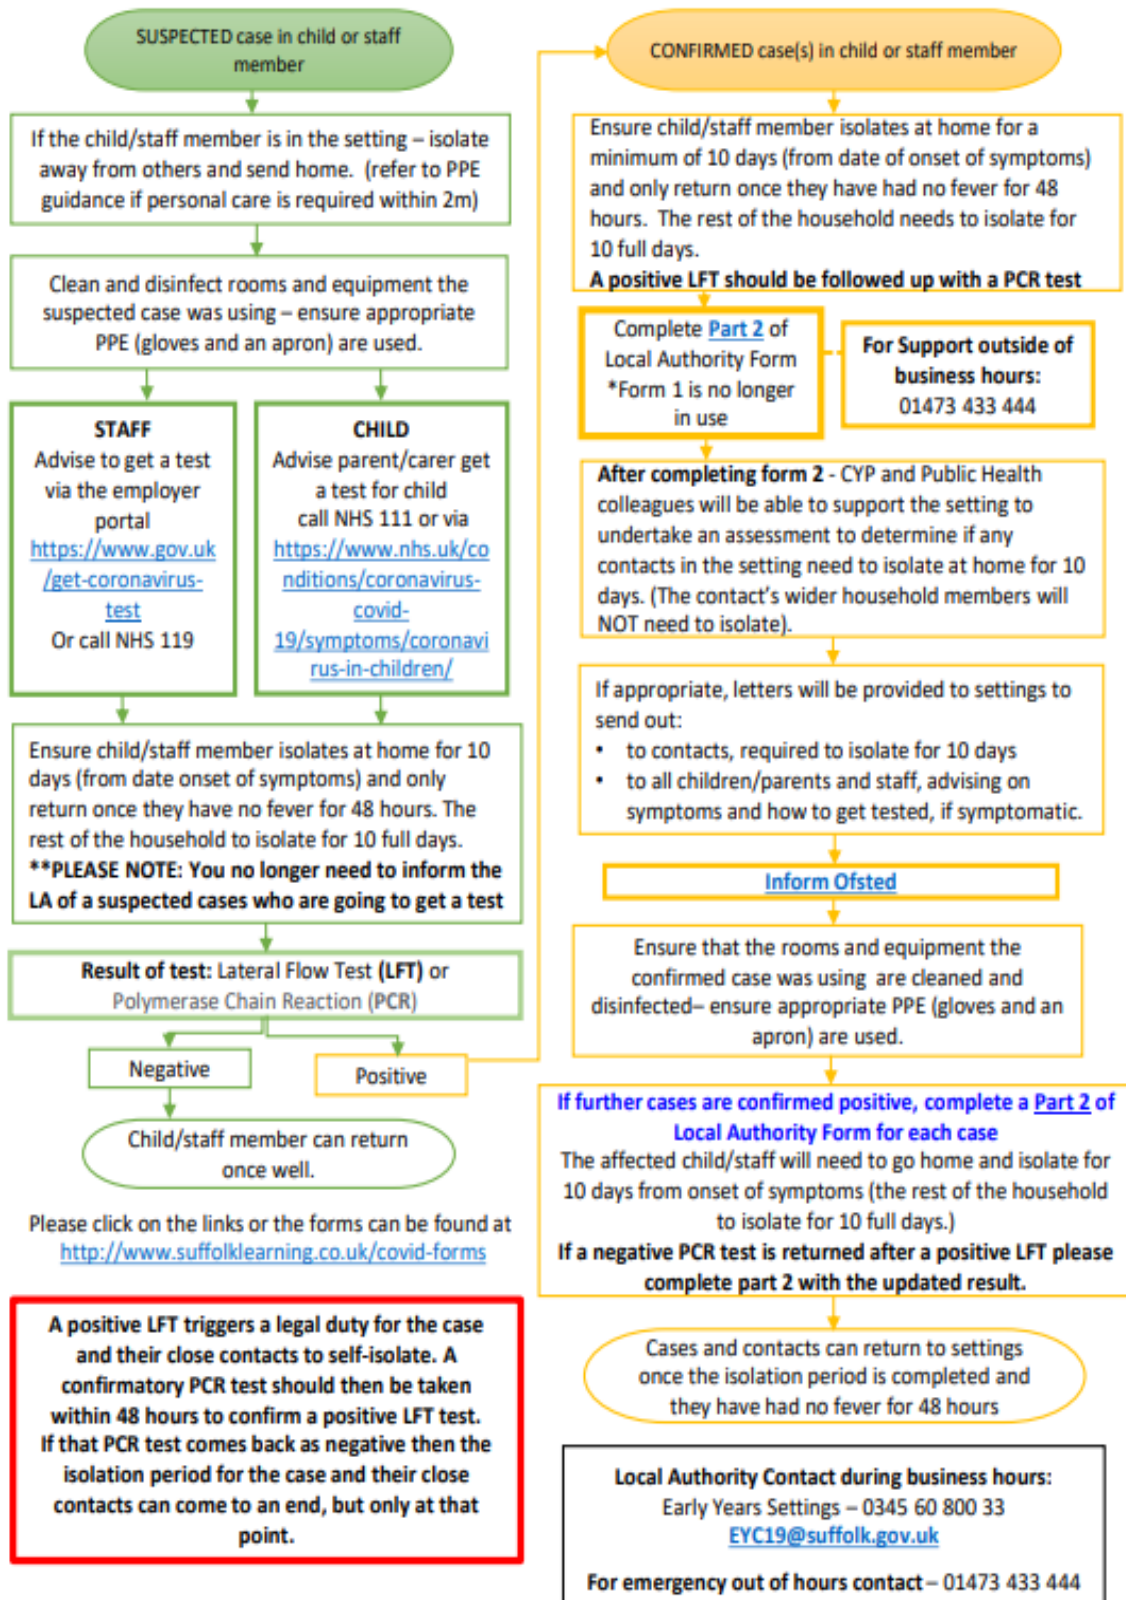 SUSPECTED case in child or staff
member
If the child/staff member is in the setting – isolate
away from others and send home.  (refer to PPE
guidance if personal care is required within 2m)
Clean and disinfect rooms and equipment the
suspected case was using – ensure appropriate
PPE (gloves and an apron) are used.
STAFF
Advise to get a test
via the employer
portal
https://www.gov.uk
/get-coronavirus-
test
Or call NHS 119
CHILD
Advise parent/carer get
a test for child
call NHS 111 or via
https://www.nhs.uk/co
nditions/coronavirus-
covid-
19/symptoms/coronavi
rus-in-children/
Ensure child/staff member isolates at home for 10
days (from date onset of symptoms) and only
return once they have no fever for 48 hours. The
rest of the household to isolate for 10 full days.
**PLEASE NOTE: You no longer need to inform the
LA of a suspected cases who are going to get a test
Result of test: Lateral Flow Test (LFT) or
Polymerase Chain Reaction (PCR)
Negative
Positive
Child/staff member can return
once well.
Please click on the links or the forms can be found at
http://www.suffolklearning.co.uk/covid-forms
A positive LFT triggers a legal duty for the case
and their close contacts to self-isolate. A
confirmatory PCR test should then be taken
within 48 hours to confirm a positive LFT test.
If that PCR test comes back as negative then the
isolation period for the case and their close
contacts can come to an end, but only at that
point.
CONFIRMED case(s) in child or staff member
Ensure child/staff member isolates at home for a
minimum of 10 days (from date of onset of symptoms)
and only return once they have had no fever for 48
hours.  The rest of the household needs to isolate for
10 full days.
A positive LFT should be followed up with a PCR test
Complete Part 2 of
Local Authority Form
*Form 1 is no longer
in use
For Support outside of
business hours:
01473 433 444
After completing form 2 - CYP and Public Health
colleagues will be able to support the setting to
undertake an assessment to determine if any
contacts in the setting need to isolate at home for 10
days. (The contact's wider household members will
NOT need to isolate).
If appropriate, letters will be provided to settings to
send out:
• to contacts, required to isolate for 10 days
• to all children/parents and staff, advising on
symptoms and how to get tested, if symptomatic.
Inform Ofsted
Ensure that the rooms and equipment the
confirmed case was using  are cleaned and
disinfected– ensure appropriate PPE (gloves and an
apron) are used.
If further cases are confirmed positive, complete a Part 2 of
Local Authority Form for each case
The affected child/staff will need to go home and isolate for
10 days from onset of symptoms (the rest of the household
to isolate for 10 full days.)
If a negative PCR test is returned after a positive LFT please
complete part 2 with the updated result.
Cases and contacts can return to settings
once the isolation period is completed and
they have had no fever for 48 hours
Local Authority Contact during business hours:
Early Years Settings – 0345 60 800 33
EYC19@suffolk.gov.uk
For emergency out of hours contact – 01473 433 444